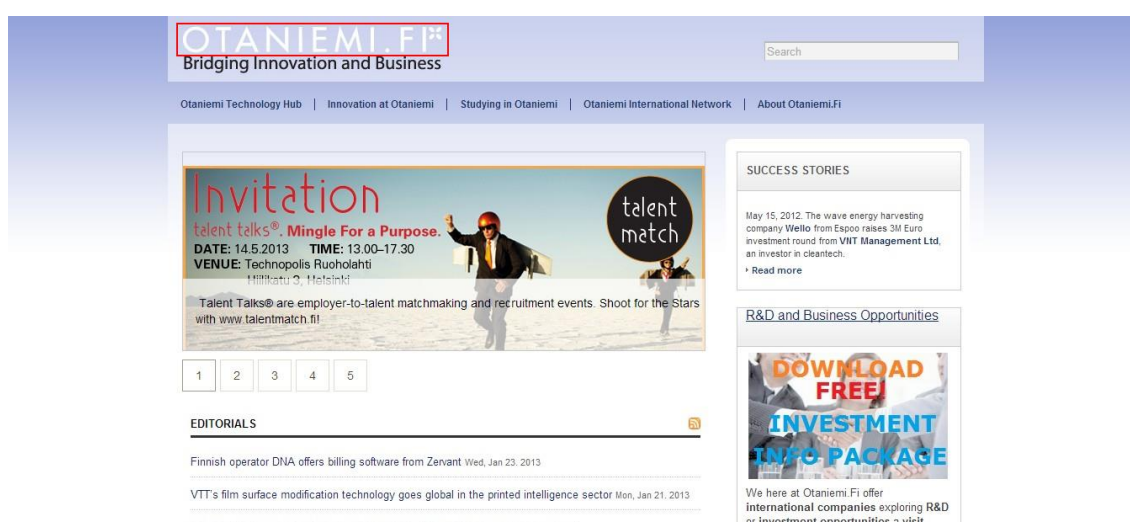 OTANIEMI.FI
Bridging Innovation and Business
Search
Otaniemi Technology Hub | Innovation at Otaniemi | Studying in Otaniemi | Otaniemi International Network | About Otaniemi.Fi
Invitation
talent talks®. Mingle For a Purpose.
DATE: 14.5.2013 TIME: 13.00–17.30
VENUE: Technopolis Ruoholahti
Hiilikatu 3, Helsinki
talent
match
Talent Talks® are employer-to-talent matchmaking and recruitment events. Shoot for the Stars
with www.talentmatch.fi!
1 2 3 4 5
EDITORIALS
Finnish operator DNA offers billing software from Zervant Wed, Jan 23. 2013
VTT's film surface modification technology goes global in the printed intelligence sector Mon, Jan 21. 2013
SUCCESS STORIES
May 15, 2012. The wave energy harvesting
company Wello from Espoo raises 3M Euro
investment round from VNT Management Ltd,
an investor in cleantech.
Read more
R&D and Business Opportunities
DOWNLOAD
FREE!
INVESTMENT
INFO PACKAGE
We here at Otaniemi.Fi offer
international companies exploring R&D
or investment opportunities a visit